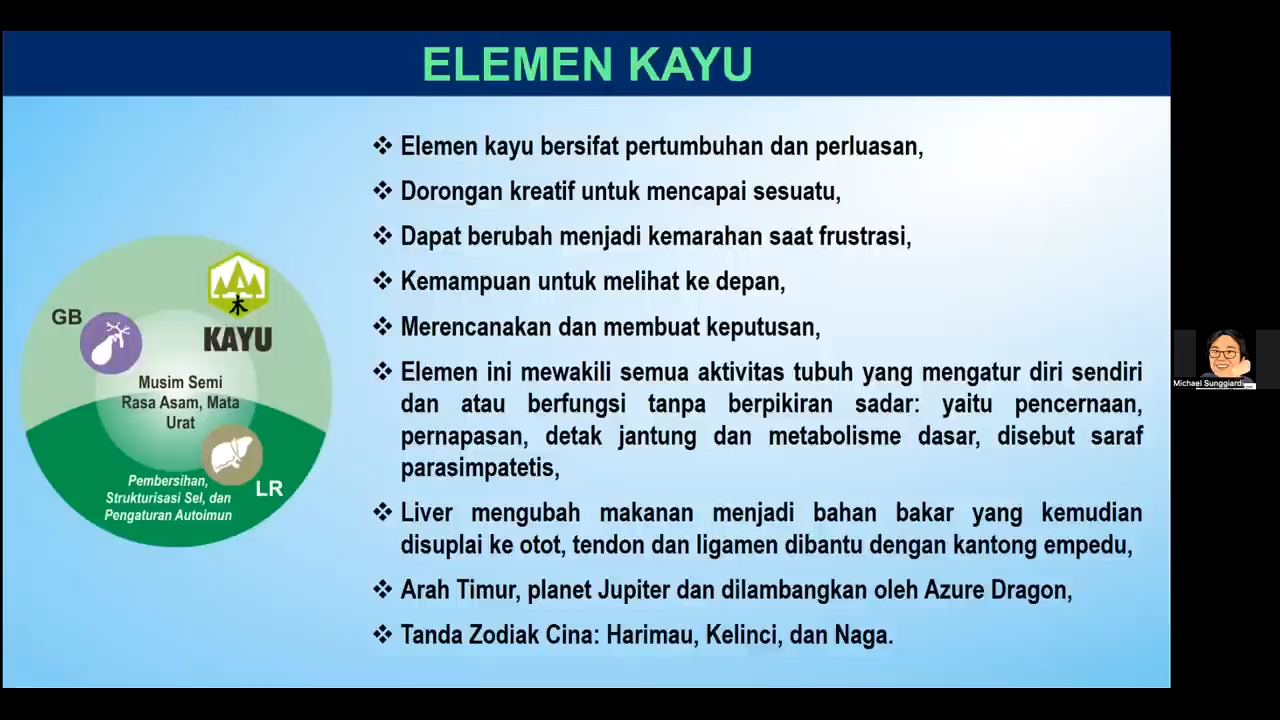 ELEMEN KAYU
❖ Elemen kayu bersifat pertumbuhan dan perluasan,
❖ Dorongan kreatif untuk mencapai sesuatu,
❖ Dapat berubah menjadi kemarahan saat frustrasi,
❖ Kemampuan untuk melihat ke depan,
❖ Merencanakan dan membuat keputusan,
❖ Elemen ini mewakili semua aktivitas tubuh yang mengatur diri sendiri
dan atau berfungsi tanpa berpikiran sadar: yaitu pencernaan,
pernapasan, detak jantung dan metabolisme dasar, disebut saraf
parasimpatetis,
❖ Liver mengubah makanan menjadi bahan bakar yang kemudian
disuplai ke otot, tendon dan ligamen dibantu dengan kantong empedu,
❖ Arah Timur, planet Jupiter dan dilambangkan oleh Azure Dragon,
❖ Tanda Zodiak Cina: Harimau, Kelinci, dan Naga.
木
KAYU
GB
Musim Semi
Rasa Asam, Mata
Urat
LR
Pembersihan,
Strukturisasi Sel, dan
Pengaturan Autoimun
Michael Sunggiardi